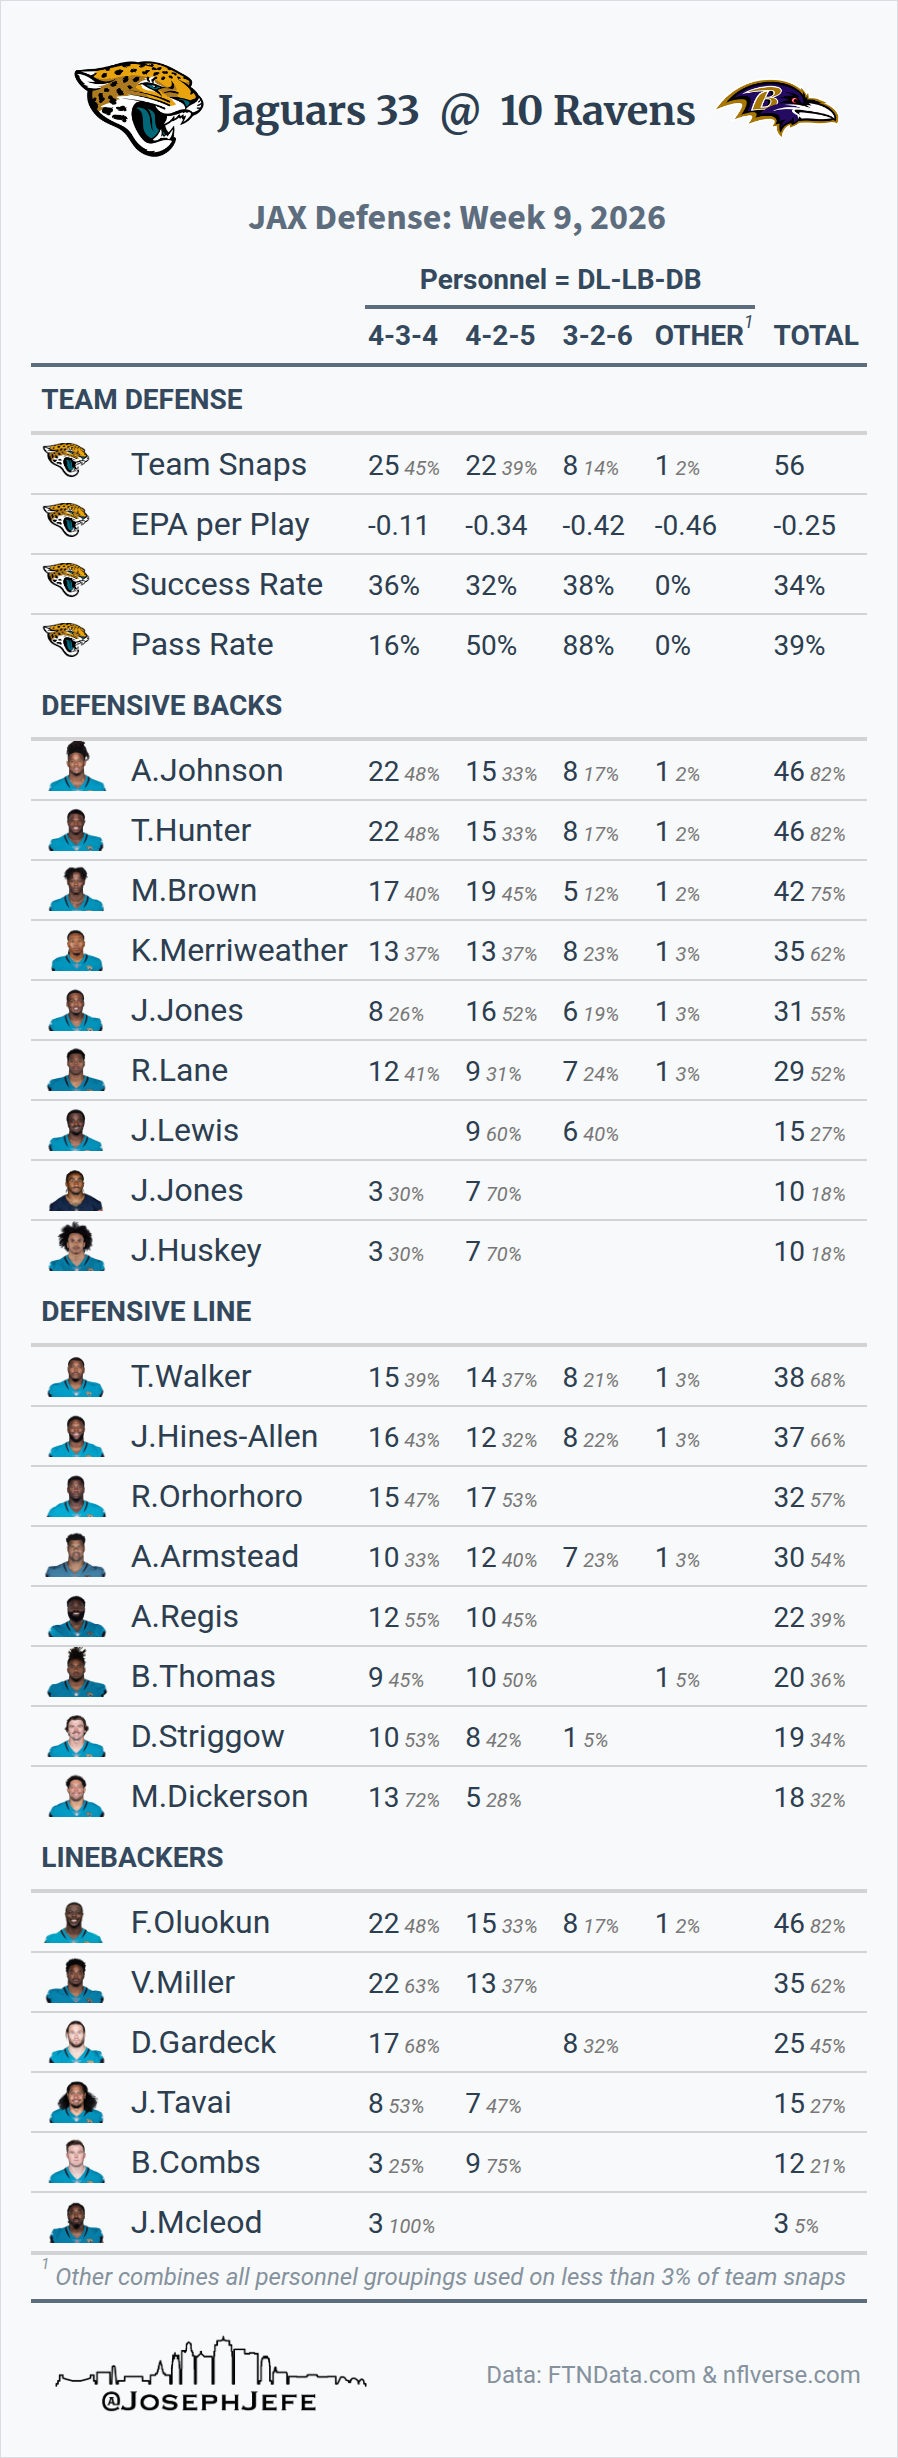 Jaguars 33 @ 10 Ravens
JAX Defense: Week 9, 2026
Personnel = DL-LB-DB
4-3-4 4-2-5 3-2-6 OTHER1 TOTAL
TEAM DEFENSE
Team Snaps 25 45% 22 39% 8 14% 1 2% 56
EPA per Play -0.11 -0.34 -0.42 -0.46 -0.25
Success Rate 36% 32% 38% 0% 34%
Pass Rate 16% 50% 88% 0% 39%
DEFENSIVE BACKS
A.Johnson 22 48% 15 33% 8 17% 1 2% 46 82%
T.Hunter 22 48% 15 33% 8 17% 1 2% 46 82%
M.Brown 17 40% 19 45% 5 12% 1 2% 42 75%
K.Merriweather 13 37% 13 37% 8 23% 1 3% 35 62%
J.Jones 8 26% 16 52% 6 19% 1 3% 31 55%
R.Lane 12 41% 9 31% 7 24% 1 3% 29 52%
J.Lewis 9 60% 6 40% 15 27%
J.Jones 3 30% 7 70% 10 18%
J.Huskey 3 30% 7 70% 10 18%
DEFENSIVE LINE
T.Walker 15 39% 14 37% 8 21% 1 3% 38 68%
J.Hines-Allen 16 43% 12 32% 8 22% 1 3% 37 66%
R.Orhorhoro 15 47% 17 53% 32 57%
A.Armstead 10 33% 12 40% 7 23% 1 3% 30 54%
A.Regis 12 55% 10 45% 22 39%
B.Thomas 9 45% 10 50% 1 5% 20 36%
D.Striggow 10 53% 8 42% 1 5% 19 34%
M.Dickerson 13 72% 5 28% 18 32%
LINEBACKERS
F.Oluokun 22 48% 15 33% 8 17% 1 2% 46 82%
V.Miller 22 63% 13 37% 35 62%
D.Gardeck 17 68% 8 32% 25 45%
J.Tavai 8 53% 7 47% 15 27%
B.Combs 3 25% 9 75% 12 21%
J.Mcleod 3 100% 3 5%
1 Other combines all personnel groupings used on less than 3% of team snaps
@JOSEPHJEFE
Data: FTNData.com & nflverse.com